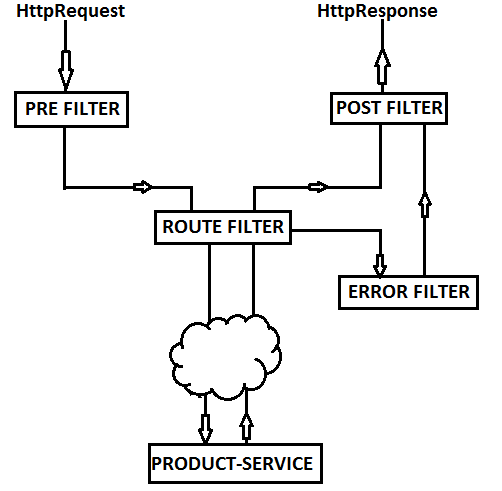 HttpRequest
HttpResponse
PRE FILTER
POST FILTER
ROUTE FILTER
ERROR FILTER
PRODUCT-SERVICE